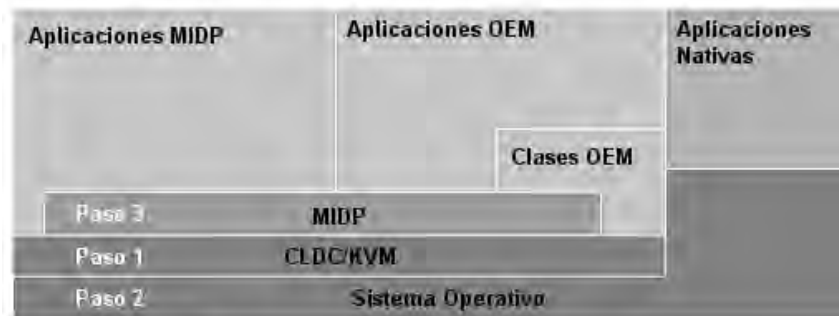 Aplicaciones MIDP
Aplicaciones OEM
Aplicaciones
Nativas
Clases OEM
Paso 3 MIDP
Paso 1 CLDC/KVM
Paso 2 Sistema Operativo